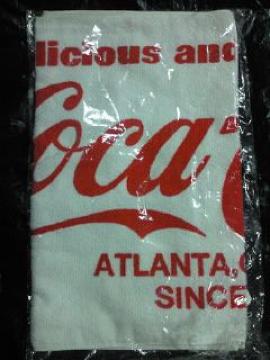 licious and
Coca C
ATLANTA, G
SINCE